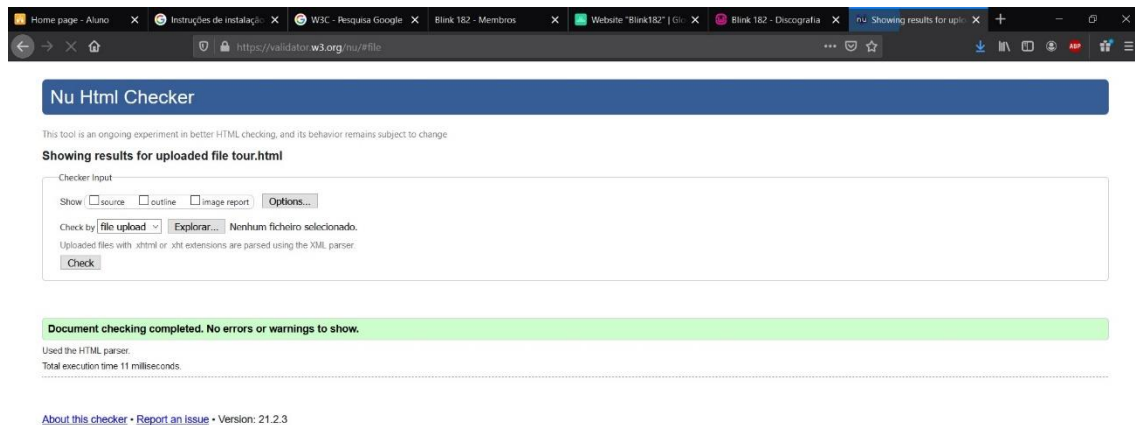 Home page - Aluno
Instruções de instalação
W3C - Pesquisa Google
Blink 182 - Membros
Website "Blink182" | Glo
Blink 182 - Discografia
Showing results for uplo
https://validator.w3.org/nu/#file
ABP
Nu Html Checker
This tool is an ongoing experiment in better HTML checking, and its behavior remains subject to change
Showing results for uploaded file tour.html
Checker Input
Show source outline image report Options...
Check by file upload Explorar... Nenhum ficheiro selecionado.
Uploaded files with .xhtml or .xht extensions are parsed using the XML parser.
Check
Document checking completed. No errors or warnings to show.
Used the HTML parser.
Total execution time 11 milliseconds.
About this checker • Report an issue • Version: 21.2.3